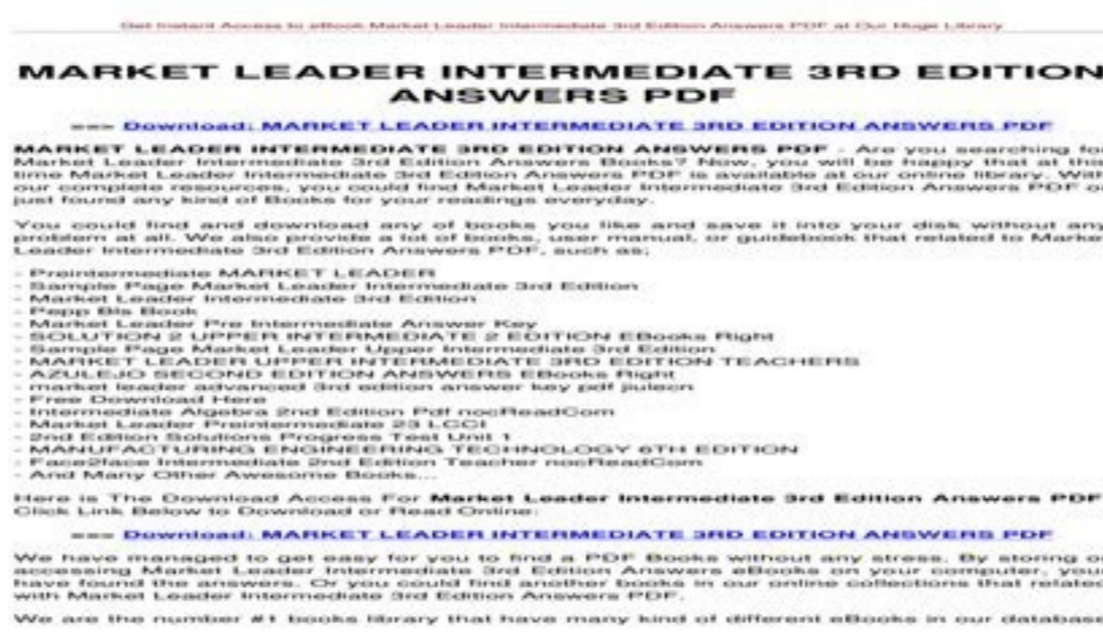 Get Instant Access to eBook Market Leader Intermediate 3rd Edition Answers PDF at Our Huge Library
MARKET LEADER INTERMEDIATE 3RD EDITION
ANSWERS PDF
==> Download: MARKET LEADER INTERMEDIATE 3RD EDITION ANSWERS PDF
MARKET LEADER INTERMEDIATE 3RD EDITION ANSWERS PDF - Are you searching for
Market Leader Intermediate 3rd Edition Answers Books? Now, you will be happy that at this
time Market Leader Intermediate 3rd Edition Answers PDF is available at our online library. With
our complete resources, you could find Market Leader Intermediate 3rd Edition Answers PDF o
just found any kind of Books for your readings everyday.
You could find and download any of books you like and save it into your disk without any
problem at all. We also provide a lot of books, user manual, or guidebook that related to Marke
Leader Intermediate 3rd Edition Answers PDF, such as;
- Preintermediate MARKET LEADER
- Sample Page Market Leader Intermediate 3rd Edition
- Market Leader Intermediate 3rd Edition
- Papp Bls Book
- Market Leader Pre Intermediate Answer Key
- SOLUTION 2 UPPER INTERMEDIATE 2 EDITION EBooks Right
- Sample Page Market Leader Upper Intermediate 3rd Edition
- MARKET LEADER UPPER INTERMEDIATE 3RD EDITION TEACHERS
- AZULEJO SECOND EDITION ANSWERS EBooks Right
- market leader advanced 3rd edition answer key pdf jiulecn
- Free Download Here
- Intermediate Algebra 2nd Edition Pdf nocReadCom
- Market Leader Preintermediate 23 LCCI
- 2nd Edition Solutions Progress Test Unit 1
- MANUFACTURING ENGINEERING TECHNOLOGY 6TH EDITION
- Face2face Intermediate 2nd Edition Teacher nocReadCom
- And Many Other Awesome Books...
Here is The Download Access For Market Leader Intermediate 3rd Edition Answers PDF
Click Link Below to Download or Read Online:
==> Download: MARKET LEADER INTERMEDIATE 3RD EDITION ANSWERS PDF
We have managed to get easy for you to find a PDF Books without any stress. By storing or
accessing Market Leader Intermediate 3rd Edition Answers eBooks on your computer, your
have found the answers. Or you could find another books in our online collections that related
with Market Leader Intermediate 3rd Edition Answers PDF.
We are the number #1 books library that have many kind of different eBooks in our database